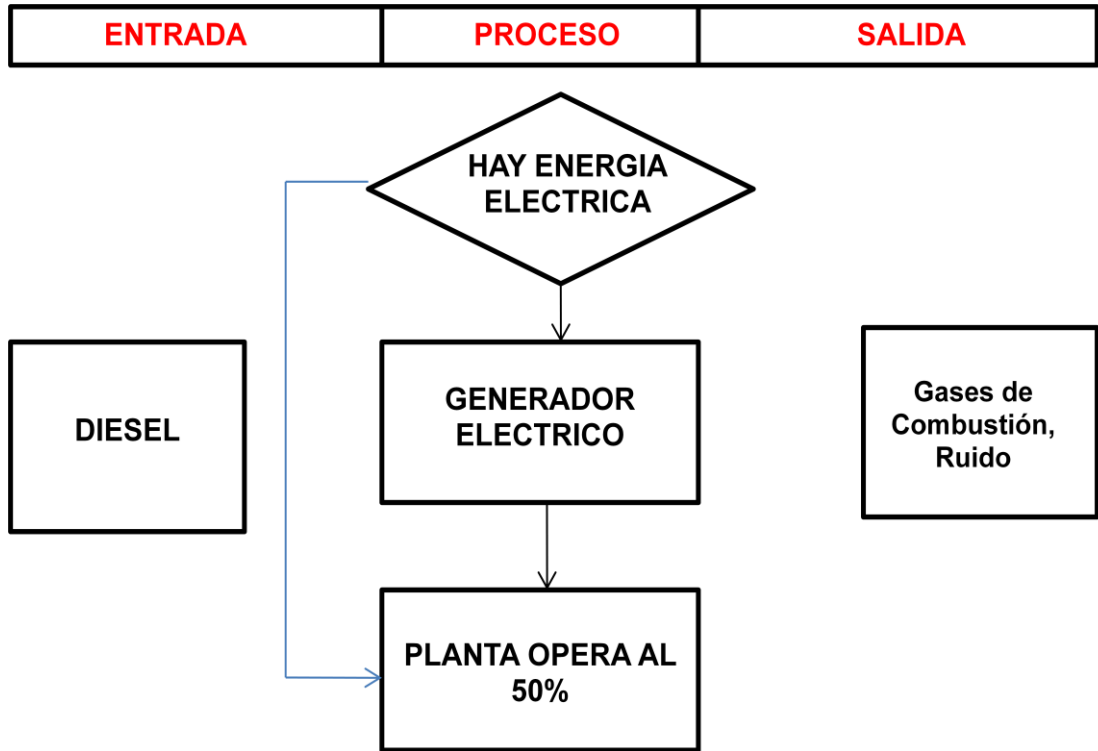 ENTRADA PROCESO SALIDA
HAY ENERGIA
ELECTRICA
DIESEL
GENERADOR
ELECTRICO
Gases de
Combustión,
Ruido
PLANTA OPERA AL
50%